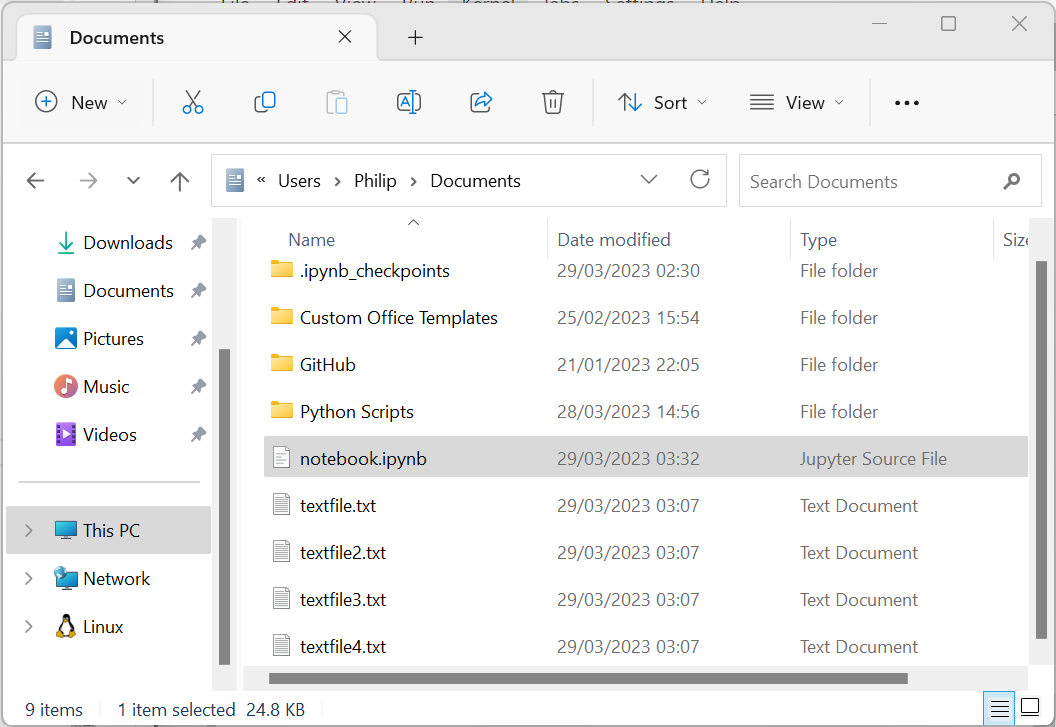 Documents
New
Sort
View
« Users > Philip > Documents
Search Documents
Downloads
Documents
Pictures
Music
Videos
This PC
Network
Linux
Name Date modified Type
.ipynb_checkpoints 29/03/2023 02:30 File folder
Custom Office Templates 25/02/2023 15:54 File folder
GitHub 21/01/2023 22:05 File folder
Python Scripts 28/03/2023 14:56 File folder
notebook.ipynb 29/03/2023 03:32 Jupyter Source File
textfile.txt 29/03/2023 03:07 Text Document
textfile2.txt 29/03/2023 03:07 Text Document
textfile3.txt 29/03/2023 03:07 Text Document
textfile4.txt 29/03/2023 03:07 Text Document
9 items 1 item selected 24.8 KB